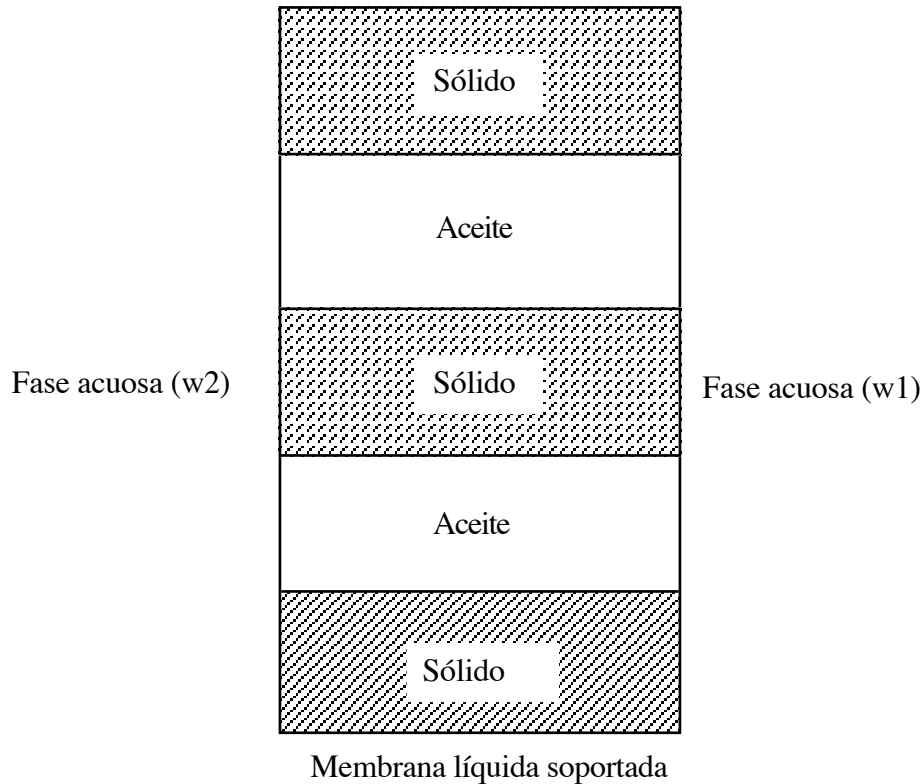 Sólido
Aceite
Fase acuosa (w2)
Sólido
Fase acuosa (w1)
Aceite
Sólido
Membrana líquida soportada